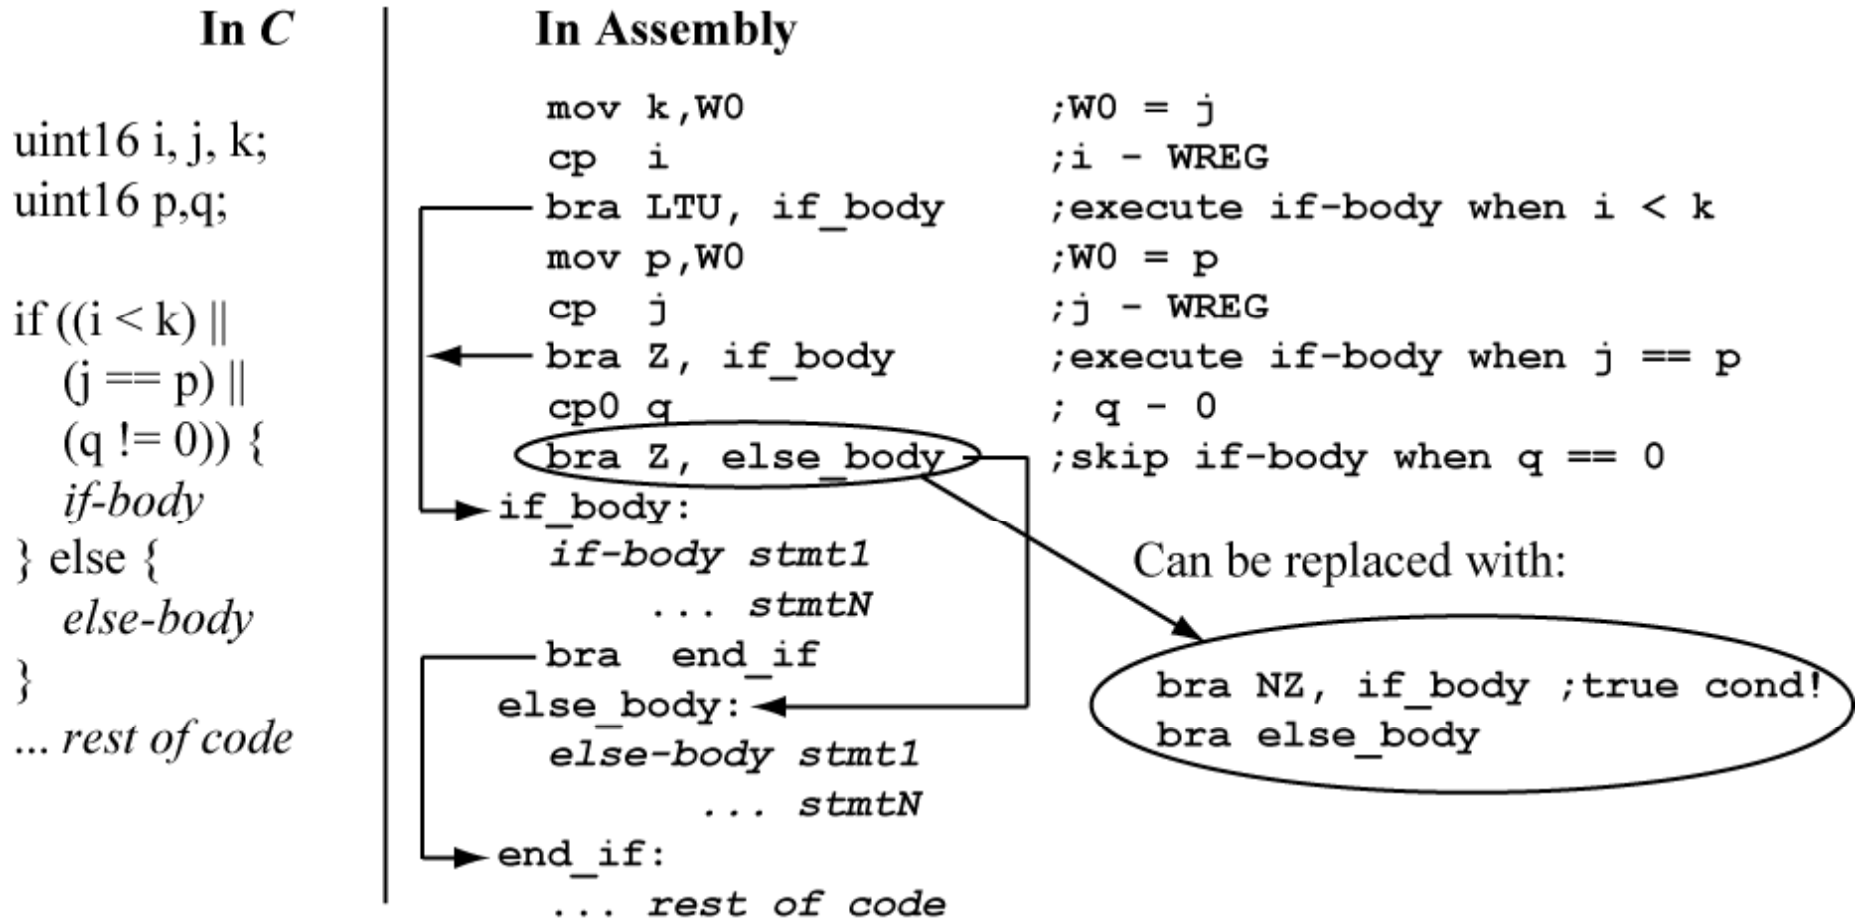 In C
uint16 i, j, k;
uint16 p,q;
if ((i < k) ||
(j == p) ||
(q != 0)) {
if-body
} else {
else-body
}
... rest of code
In Assembly
mov k,W0 ;W0 = j
cp i ;i - WREG
bra LTU, if_body ;execute if-body when i < k
mov p,W0 ;W0 = p
cp j ;j - WREG
bra Z, if_body ;execute if-body when j == p
cp0 q ; q - 0
bra Z, else_body ;skip if-body when q == 0
if_body:
if-body stmt1
... stmtN
bra end_if
else_body:
else-body stmt1
... stmtN
end_if:
... rest of code
Can be replaced with:
bra NZ, if_body ;true cond!
bra else_body